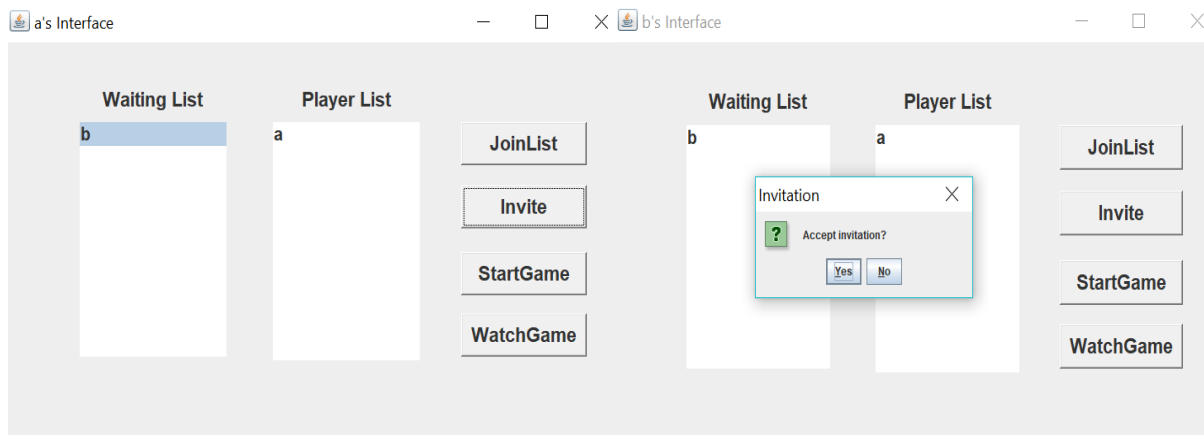 a's Interface
Waiting List
Player List
b
a
JoinList
Invite
StartGame
WatchGame
b's Interface
Waiting List
Player List
b
a
JoinList
Invite
StartGame
WatchGame
Invitation
Accept invitation?
Yes
No